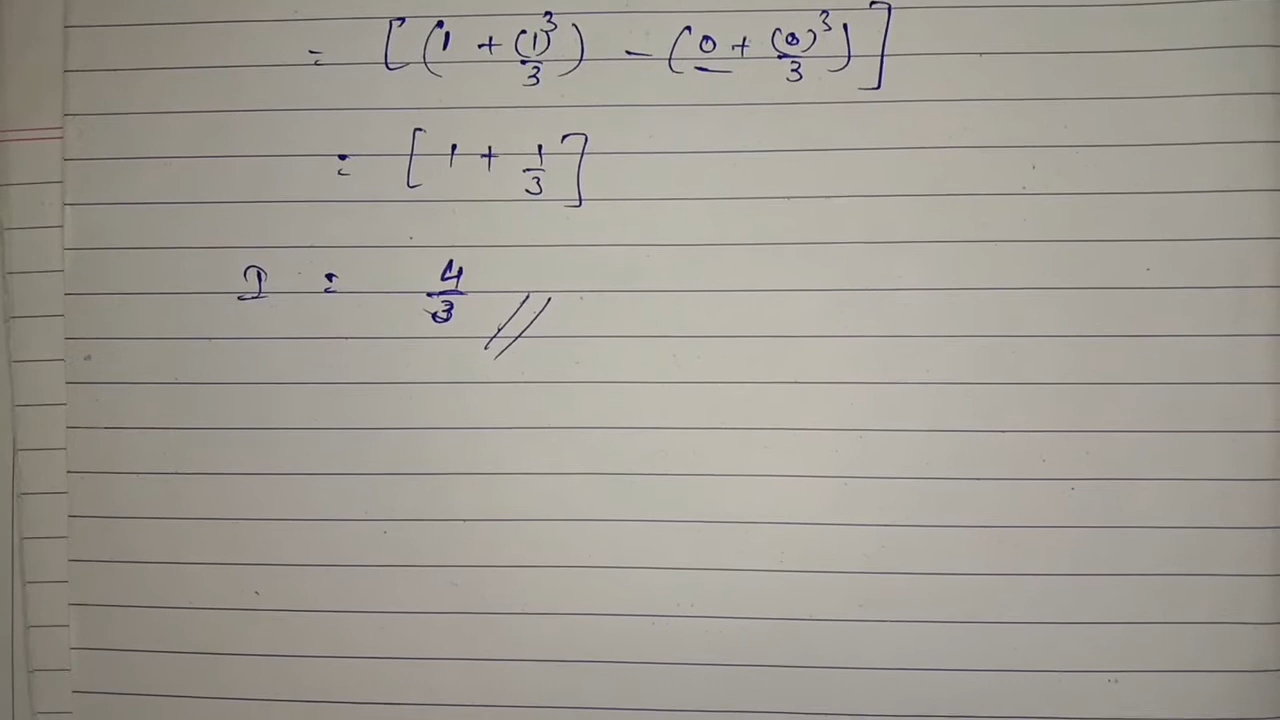 = [(1 + (1)³/3) - (0 + (0)³/3)]
= [1 + 1/3]
I = 4/3 //